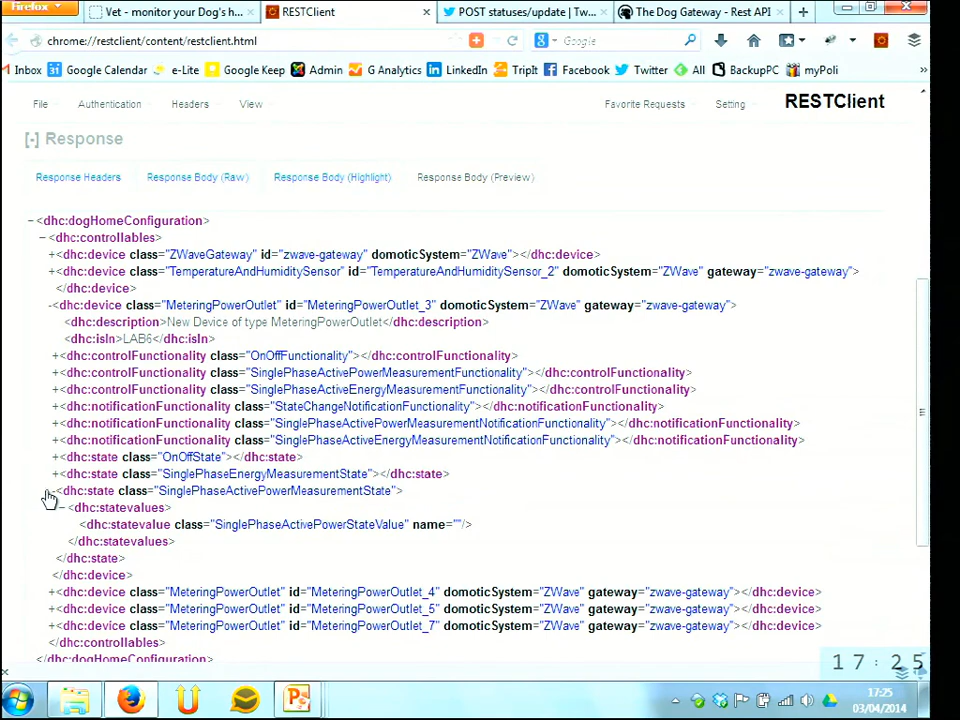 Firefox
Vet - monitor your Dog's h...
RESTClient
POST statuses/update | Tw...
The Dog Gateway - Rest API
chrome://restclient/content/restclient.html
Google
Inbox
Google Calendar
e-Lite
Google Keep
Admin
G Analytics
LinkedIn
TripIt
Facebook
Twitter
All
BackupPC
myPoli
»
File
Authentication
Headers
View
Favorite Requests
Setting
RESTClient
[-] Response
Response Headers
Response Body (Raw)
Response Body (Highlight)
Response Body (Preview)
−<dhc:dogHomeConfiguration>
−<dhc:controllables>
+<dhc:device class="ZWaveGateway" id="zwave-gateway" domoticSystem="ZWave"></dhc:device>
+<dhc:device class="TemperatureAndHumiditySensor" id="TemperatureAndHumiditySensor_2" domoticSystem="ZWave" gateway="zwave-gateway">
</dhc:device>
-<dhc:device class="MeteringPowerOutlet" id="MeteringPowerOutlet_3" domoticSystem="ZWave" gateway="zwave-gateway">
<dhc:description>New Device of type MeteringPowerOutlet</dhc:description>
<dhc:isIn>LAB6</dhc:isIn>
+<dhc:controlFunctionality class="OnOffFunctionality"></dhc:controlFunctionality>
+<dhc:controlFunctionality class="SinglePhaseActivePowerMeasurementFunctionality"></dhc:controlFunctionality>
+<dhc:controlFunctionality class="SinglePhaseActiveEnergyMeasurementFunctionality"></dhc:controlFunctionality>
+<dhc:notificationFunctionality class="StateChangeNotificationFunctionality"></dhc:notificationFunctionality>
+<dhc:notificationFunctionality class="SinglePhaseActivePowerMeasurementNotificationFunctionality"></dhc:notificationFunctionality>
+<dhc:notificationFunctionality class="SinglePhaseActiveEnergyMeasurementNotificationFunctionality"></dhc:notificationFunctionality>
+<dhc:state class="OnOffState"></dhc:state>
+<dhc:state class="SinglePhaseEnergyMeasurementState"></dhc:state>
<dhc:state class="SinglePhaseActivePowerMeasurementState">
−<dhc:statevalues>
<dhc:statevalue class="SinglePhaseActivePowerStateValue" name=""/>
</dhc:statevalues>
</dhc:state>
</dhc:device>
+<dhc:device class="MeteringPowerOutlet" id="MeteringPowerOutlet_4" domoticSystem="ZWave" gateway="zwave-gateway"></dhc:device>
+<dhc:device class="MeteringPowerOutlet" id="MeteringPowerOutlet_5" domoticSystem="ZWave" gateway="zwave-gateway"></dhc:device>
+<dhc:device class="MeteringPowerOutlet" id="MeteringPowerOutlet_7" domoticSystem="ZWave" gateway="zwave-gateway"></dhc:device>
</dhc:controllables>
</dhc:dogHomeConfiguration>
17:25
17:25
03/04/2014